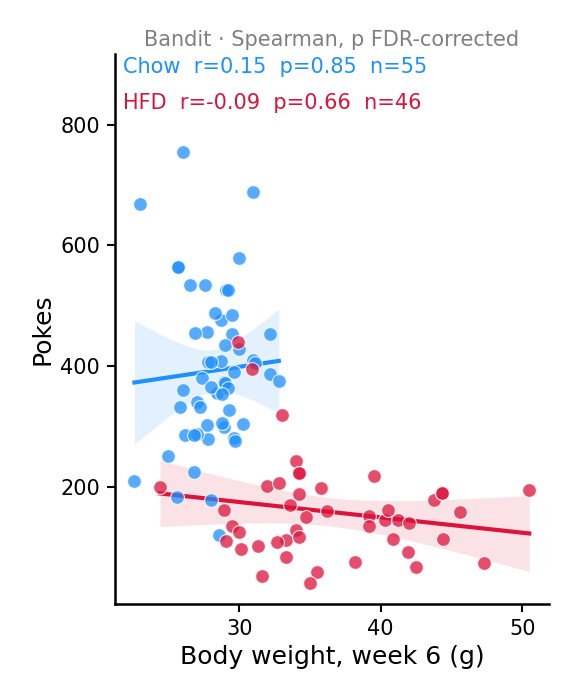 Bandit · Spearman, p FDR-corrected
Chow  r=0.15  p=0.85  n=55
HFD  r=-0.09  p=0.66  n=46
800
600
400
200
Pokes
30 40 50
Body weight, week 6 (g)